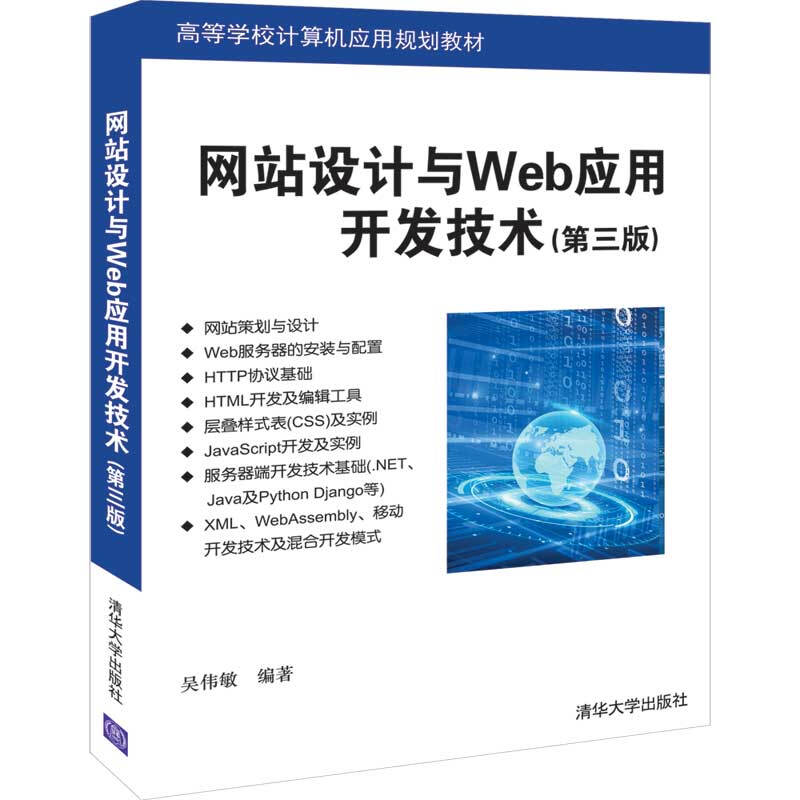 高等学校计算机应用规划教材
网站设计与Web应用
开发技术(第三版)
◆ 网站策划与设计
◆ Web服务器的安装与配置
◆ HTTP协议基础
◆ HTML开发及编辑工具
◆ 层叠样式表(CSS)及实例
◆ JavaScript开发及实例
◆ 服务器端开发技术基础(.NET、
Java及Python Django等)
◆ XML、WebAssembly、移动
开发技术及混合开发模式
吴伟敏 编著
清华大学出版社
网站设计与Web应用开发技术(第三版)
清华大学出版社